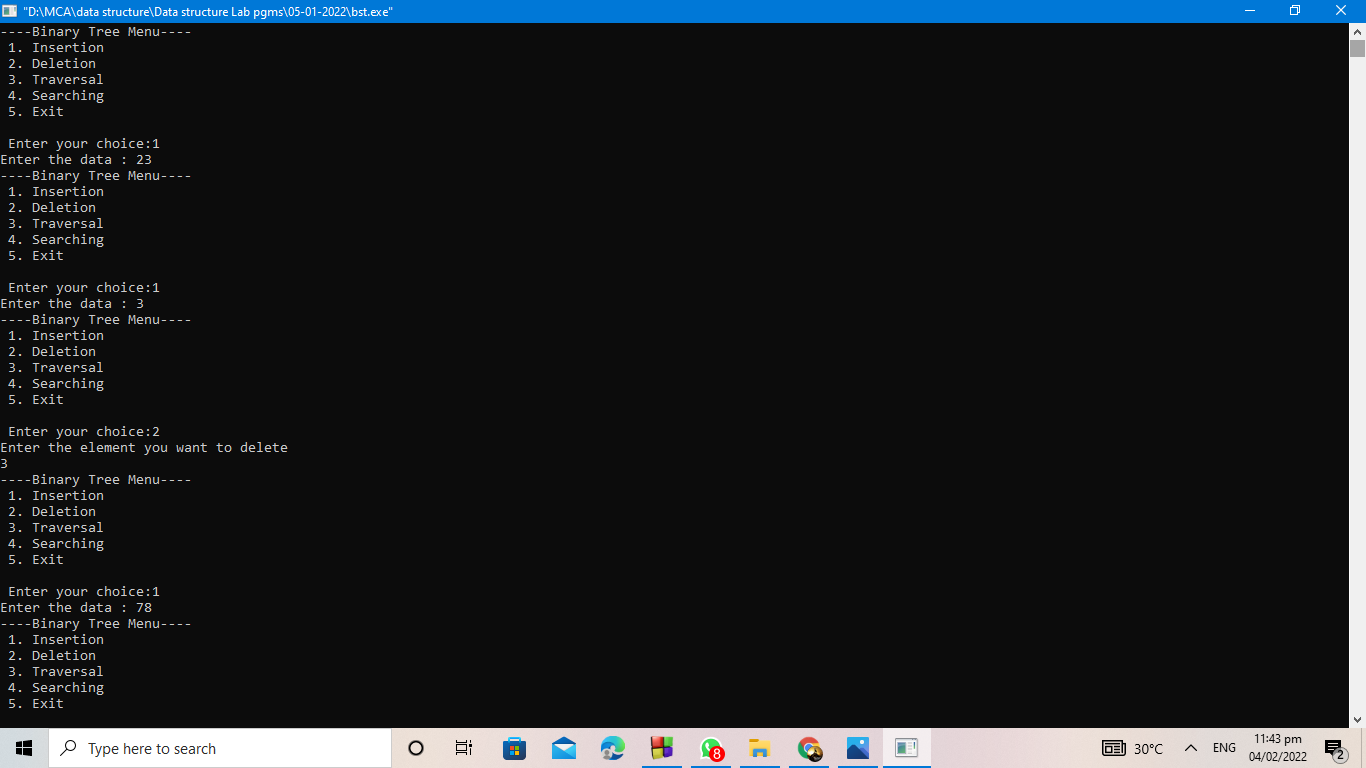 "D:\MCA\data structure\Data structure Lab pgms\05-01-2022\bst.exe"
----Binary Tree Menu----
1. Insertion
2. Deletion
3. Traversal
4. Searching
5. Exit
Enter your choice:1
Enter the data : 23
----Binary Tree Menu----
1. Insertion
2. Deletion
3. Traversal
4. Searching
5. Exit
Enter your choice:1
Enter the data : 3
----Binary Tree Menu----
1. Insertion
2. Deletion
3. Traversal
4. Searching
5. Exit
Enter your choice:2
Enter the element you want to delete
3
----Binary Tree Menu----
1. Insertion
2. Deletion
3. Traversal
4. Searching
5. Exit
Enter your choice:1
Enter the data : 78
----Binary Tree Menu----
1. Insertion
2. Deletion
3. Traversal
4. Searching
5. Exit
Type here to search
8
30°C
ENG
11:43 pm
04/02/2022
2